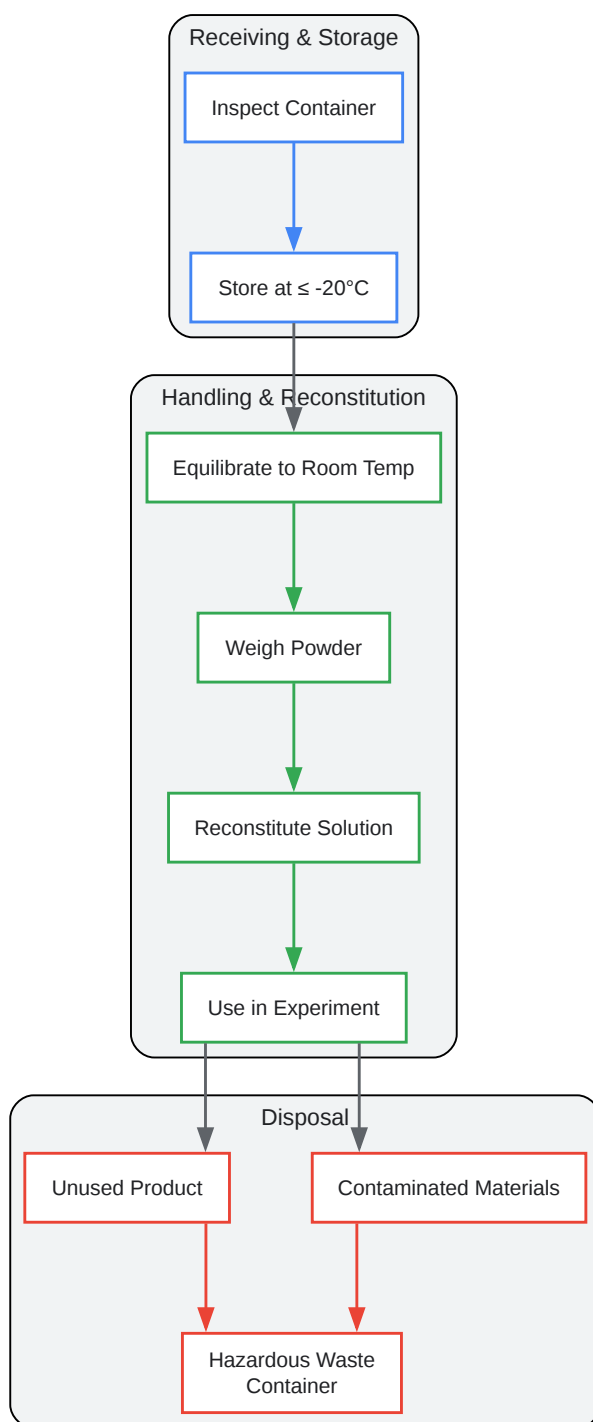 Receiving & Storage
Inspect Container
Store at ≤ -20°C
Handling & Reconstitution
Equilibrate to Room Temp
Weigh Powder
Reconstitute Solution
Use in Experiment
Disposal
Unused Product
Contaminated Materials
Hazardous Waste
Container